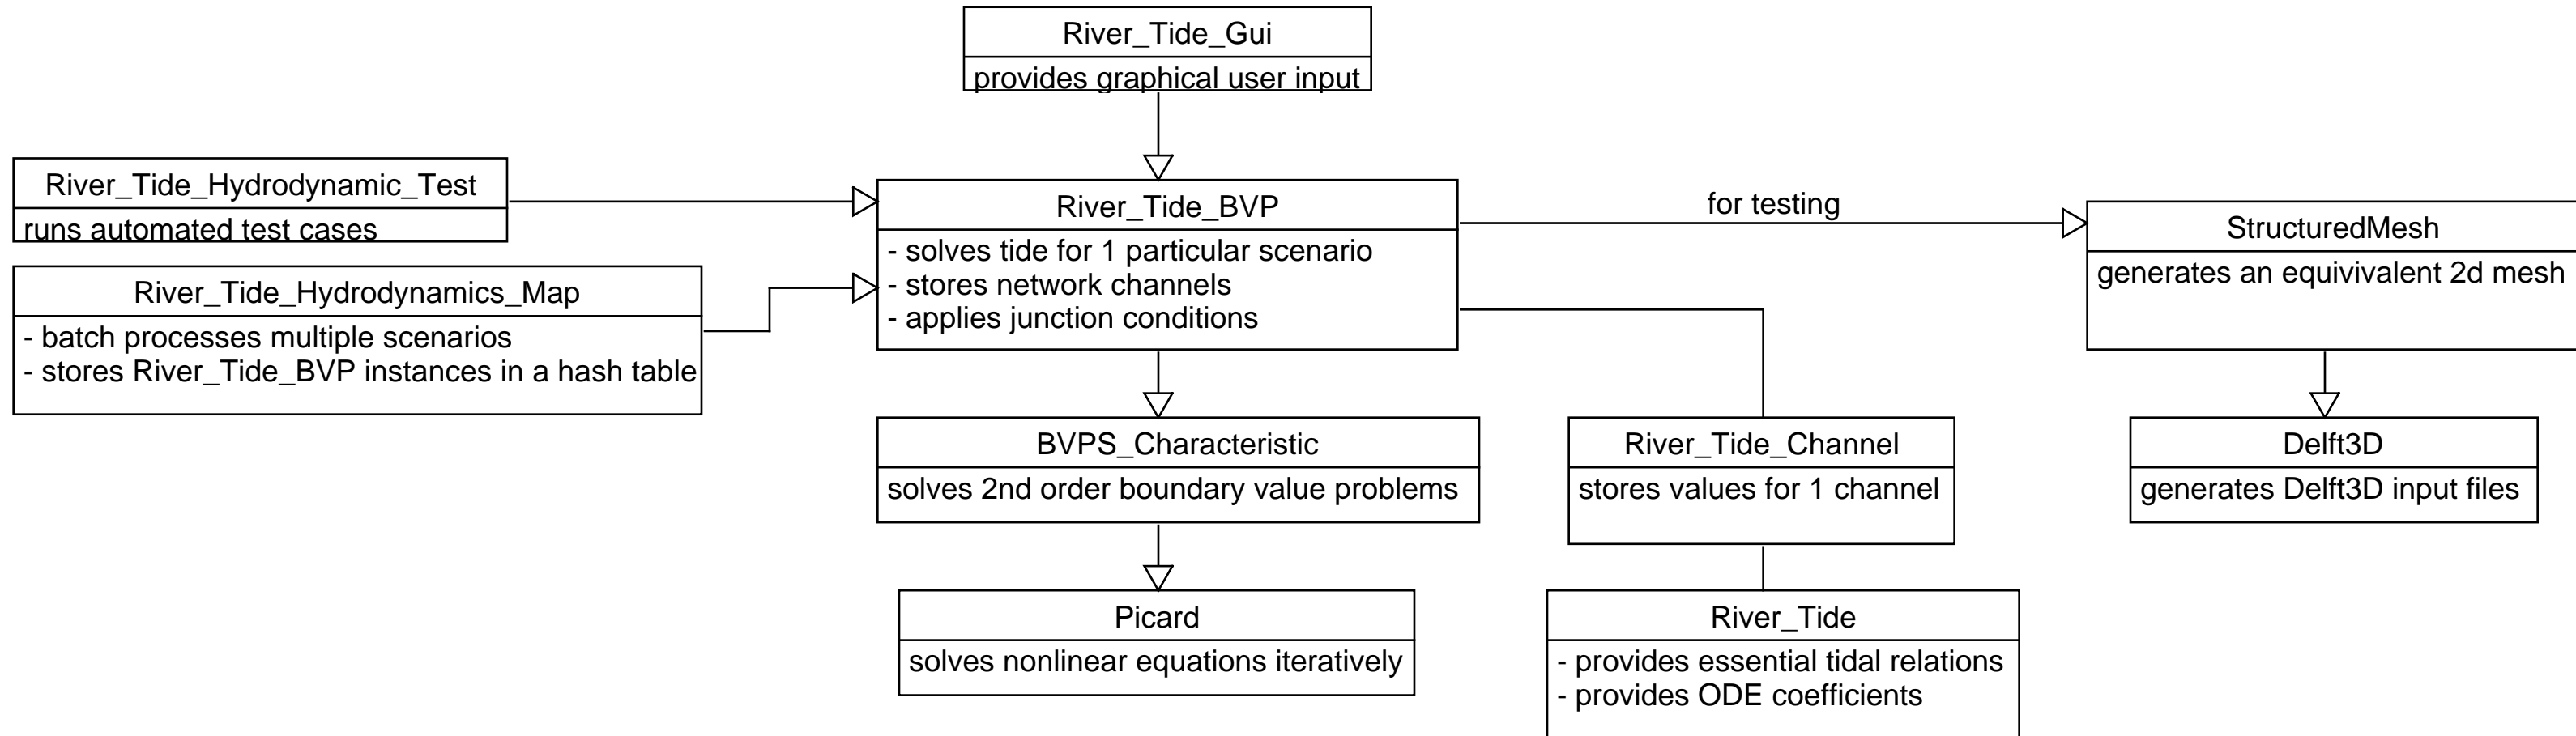 River_Tide_Gui
provides graphical user input
River_Tide_Hydrodynamic_Test
runs automated test cases
River_Tide_Hydrodynamics_Map
- batch processes multiple scenarios
- stores River_Tide_BVP instances in a hash table
River_Tide_BVP
- solves tide for 1 particular scenario
- stores network channels
- applies junction conditions
for testing
StructuredMesh
generates an equivivalent 2d mesh
BVPS_Characteristic
solves 2nd order boundary value problems
River_Tide_Channel
stores values for 1 channel
Delft3D
generates Delft3D input files
Picard
solves nonlinear equations iteratively
River_Tide
- provides essential tidal relations
- provides ODE coefficients